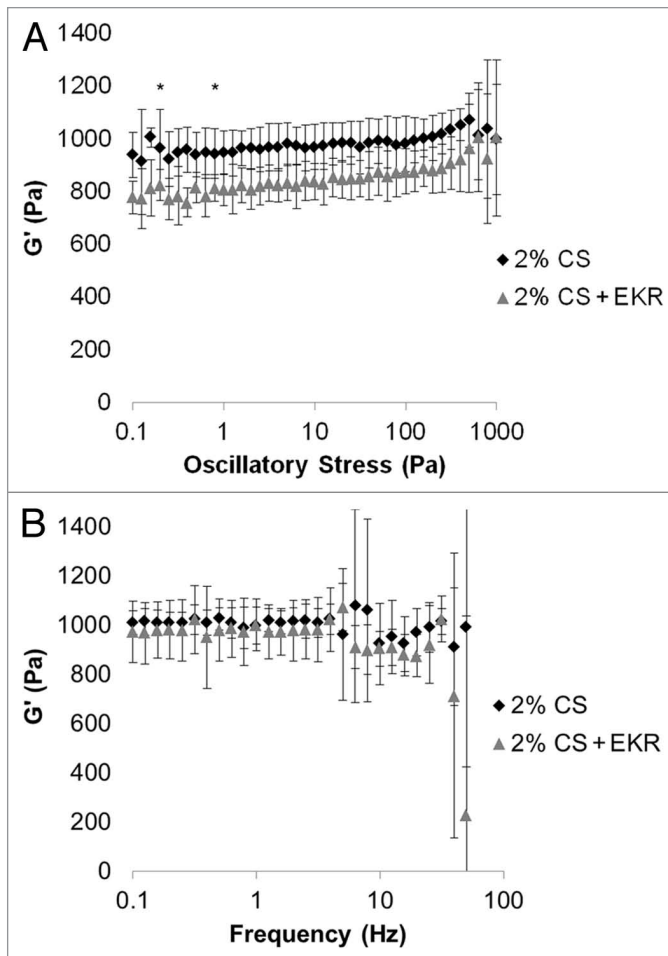 A
1400
1200
* *
1000
800
G' (Pa)
600
400
200
0
0.1 1 10 100 1000
Oscillatory Stress (Pa)
2% CS
2% CS + EKR
B
1400
1200
1000
800
G' (Pa)
600
400
200
0
0.1 1 10 100
Frequency (Hz)
2% CS
2% CS + EKR